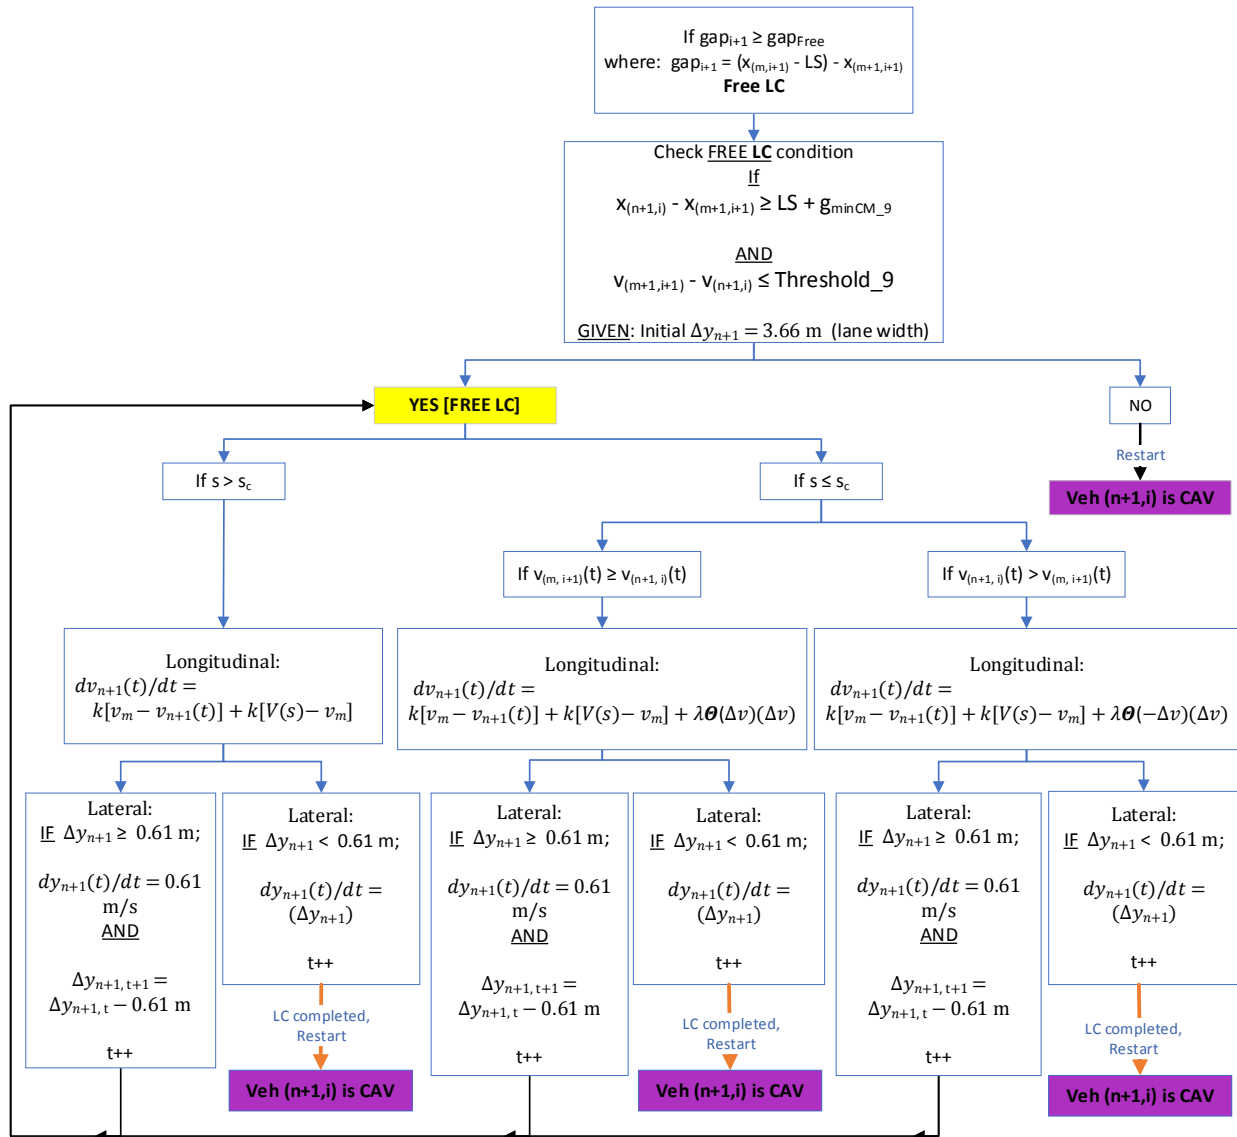 If gapᵢ₊₁ ≥ gap_Free
where: gapᵢ₊₁ = (x₍ₘ,ᵢ₊₁₎ - LS) - x₍ₘ₊₁,ᵢ₊₁₎
Free LC
Check FREE LC condition
If
x₍ₙ₊₁,ᵢ₎ - x₍ₘ₊₁,ᵢ₊₁₎ ≥ LS + g_minCM_9
AND
v₍ₘ₊₁,ᵢ₊₁₎ - v₍ₙ₊₁,ᵢ₎ ≤ Threshold_9
GIVEN: Initial Δyₙ₊₁ = 3.66 m (lane width)
YES [FREE LC]
NO
Restart
Veh (n+1,i) is CAV
If s > s_c
If s ≤ s_c
If v₍ₘ, ᵢ₊₁₎(t) ≥ v₍ₙ₊₁, ᵢ₎(t)
If v₍ₙ₊₁, ᵢ₎(t) > v₍ₘ, ᵢ₊₁₎(t)
Longitudinal:
dvₙ₊₁(t)/dt =
k[vₘ − vₙ₊₁(t)] + k[V(s) − vₘ]
Longitudinal:
dvₙ₊₁(t)/dt =
k[vₘ − vₙ₊₁(t)] + k[V(s) − vₘ] + λΘ(Δv)(Δv)
Longitudinal:
dvₙ₊₁(t)/dt =
k[vₘ − vₙ₊₁(t)] + k[V(s) − vₘ] + λΘ(−Δv)(Δv)
Lateral:
IF Δyₙ₊₁ ≥ 0.61 m;
dyₙ₊₁(t)/dt = 0.61
m/s
AND
Δyₙ₊₁, ₜ₊₁ =
Δyₙ₊₁, ₜ − 0.61 m
t++
Lateral:
IF Δyₙ₊₁ < 0.61 m;
dyₙ₊₁(t)/dt =
(Δyₙ₊₁)
t++
LC completed,
Restart
Veh (n+1,i) is CAV
Lateral:
IF Δyₙ₊₁ ≥ 0.61 m;
dyₙ₊₁(t)/dt = 0.61
m/s
AND
Δyₙ₊₁, ₜ₊₁ =
Δyₙ₊₁, ₜ − 0.61 m
t++
Lateral:
IF Δyₙ₊₁ < 0.61 m;
dyₙ₊₁(t)/dt =
(Δyₙ₊₁)
t++
LC completed,
Restart
Veh (n+1,i) is CAV
Lateral:
IF Δyₙ₊₁ ≥ 0.61 m;
dyₙ₊₁(t)/dt = 0.61
m/s
AND
Δyₙ₊₁, ₜ₊₁ =
Δyₙ₊₁, ₜ − 0.61 m
t++
Lateral:
IF Δyₙ₊₁ < 0.61 m;
dyₙ₊₁(t)/dt =
(Δyₙ₊₁)
t++
LC completed,
Restart
Veh (n+1,i) is CAV